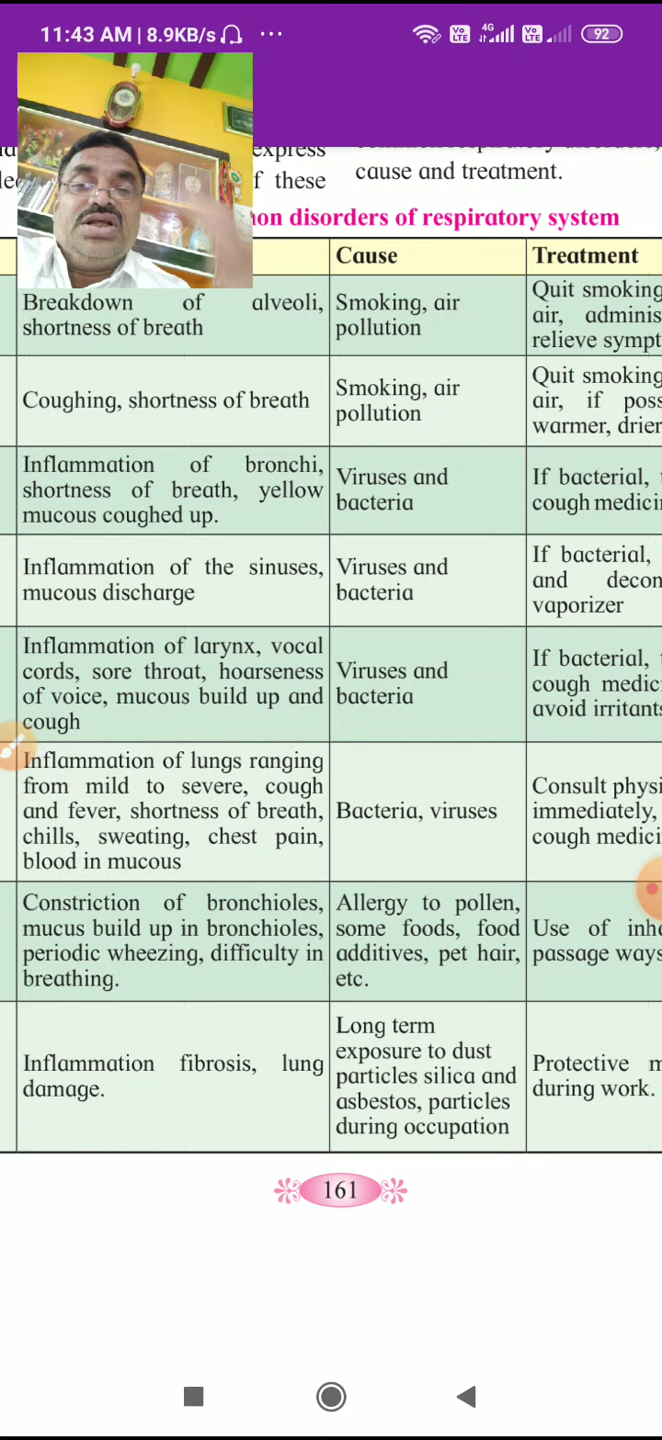 11:43 AM | 8.9KB/s
4G
92
express
f these
cause and treatment.
disorders of respiratory system
Cause
Treatment
Breakdown of alveoli,
shortness of breath
Smoking, air
pollution
Quit smoking
air, adminis
relieve sympt
Coughing, shortness of breath
Smoking, air
pollution
Quit smoking
air, if poss
warmer, drier
Inflammation of bronchi,
shortness of breath, yellow
mucous coughed up.
Viruses and
bacteria
If bacterial,
cough medici
Inflammation of the sinuses,
mucous discharge
Viruses and
bacteria
If bacterial,
and decon
vaporizer
Inflammation of larynx, vocal
cords, sore throat, hoarseness
of voice, mucous build up and
cough
Viruses and
bacteria
If bacterial,
cough medic
avoid irritants
Inflammation of lungs ranging
from mild to severe, cough
and fever, shortness of breath,
chills, sweating, chest pain,
blood in mucous
Bacteria, viruses
Consult physi
immediately,
cough medici
Constriction of bronchioles,
mucus build up in bronchioles,
periodic wheezing, difficulty in
breathing.
Allergy to pollen,
some foods, food
additives, pet hair,
etc.
Use of inh
passage ways
Inflammation fibrosis, lung
damage.
Long term
exposure to dust
particles silica and
asbestos, particles
during occupation
Protective m
during work.
161